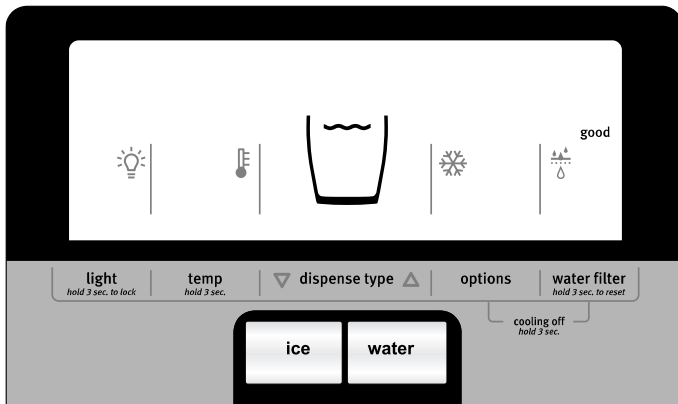 good
light
hold 3 sec. to lock
temp
hold 3 sec.
dispense type
options
water filter
hold 3 sec. to reset
cooling off
hold 3 sec.
ice
water